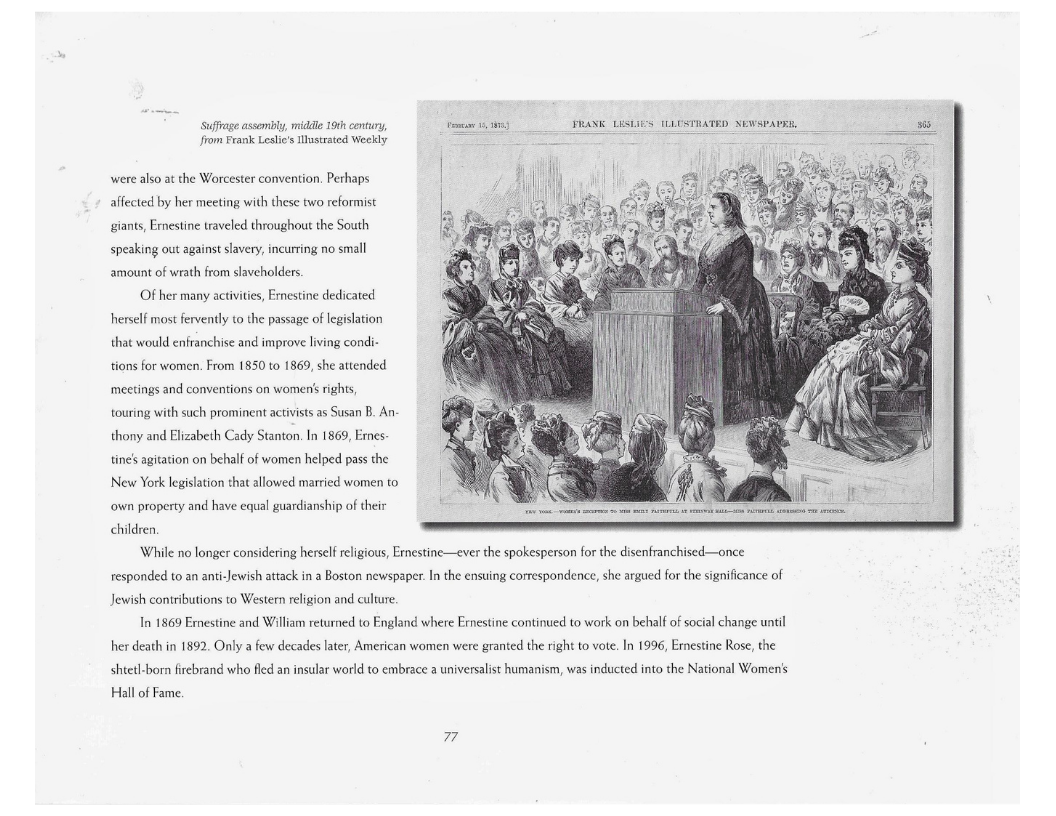 Suffrage assembly, middle 19th century,
from Frank Leslie's Illustrated Weekly
FEBRUARY 15, 1873.]
FRANK LESLIE'S ILLUSTRATED NEWSPAPER.
365
NEW YORK.—WOMEN'S RECEPTION TO MISS EMILY FAITHFULL AT STEINWAY HALL—MISS FAITHFULL ADDRESSING THE AUDIENCE.
were also at the Worcester convention. Perhaps
affected by her meeting with these two reformist
giants, Ernestine traveled throughout the South
speaking out against slavery, incurring no small
amount of wrath from slaveholders.
Of her many activities, Ernestine dedicated
herself most fervently to the passage of legislation
that would enfranchise and improve living condi-
tions for women. From 1850 to 1869, she attended
meetings and conventions on women's rights,
touring with such prominent activists as Susan B. An-
thony and Elizabeth Cady Stanton. In 1869, Ernes-
tine's agitation on behalf of women helped pass the
New York legislation that allowed married women to
own property and have equal guardianship of their
children.
While no longer considering herself religious, Ernestine—ever the spokesperson for the disenfranchised—once
responded to an anti-Jewish attack in a Boston newspaper. In the ensuing correspondence, she argued for the significance of
Jewish contributions to Western religion and culture.
In 1869 Ernestine and William returned to England where Ernestine continued to work on behalf of social change until
her death in 1892. Only a few decades later, American women were granted the right to vote. In 1996, Ernestine Rose, the
shtetl-born firebrand who fled an insular world to embrace a universalist humanism, was inducted into the National Women's
Hall of Fame.
77